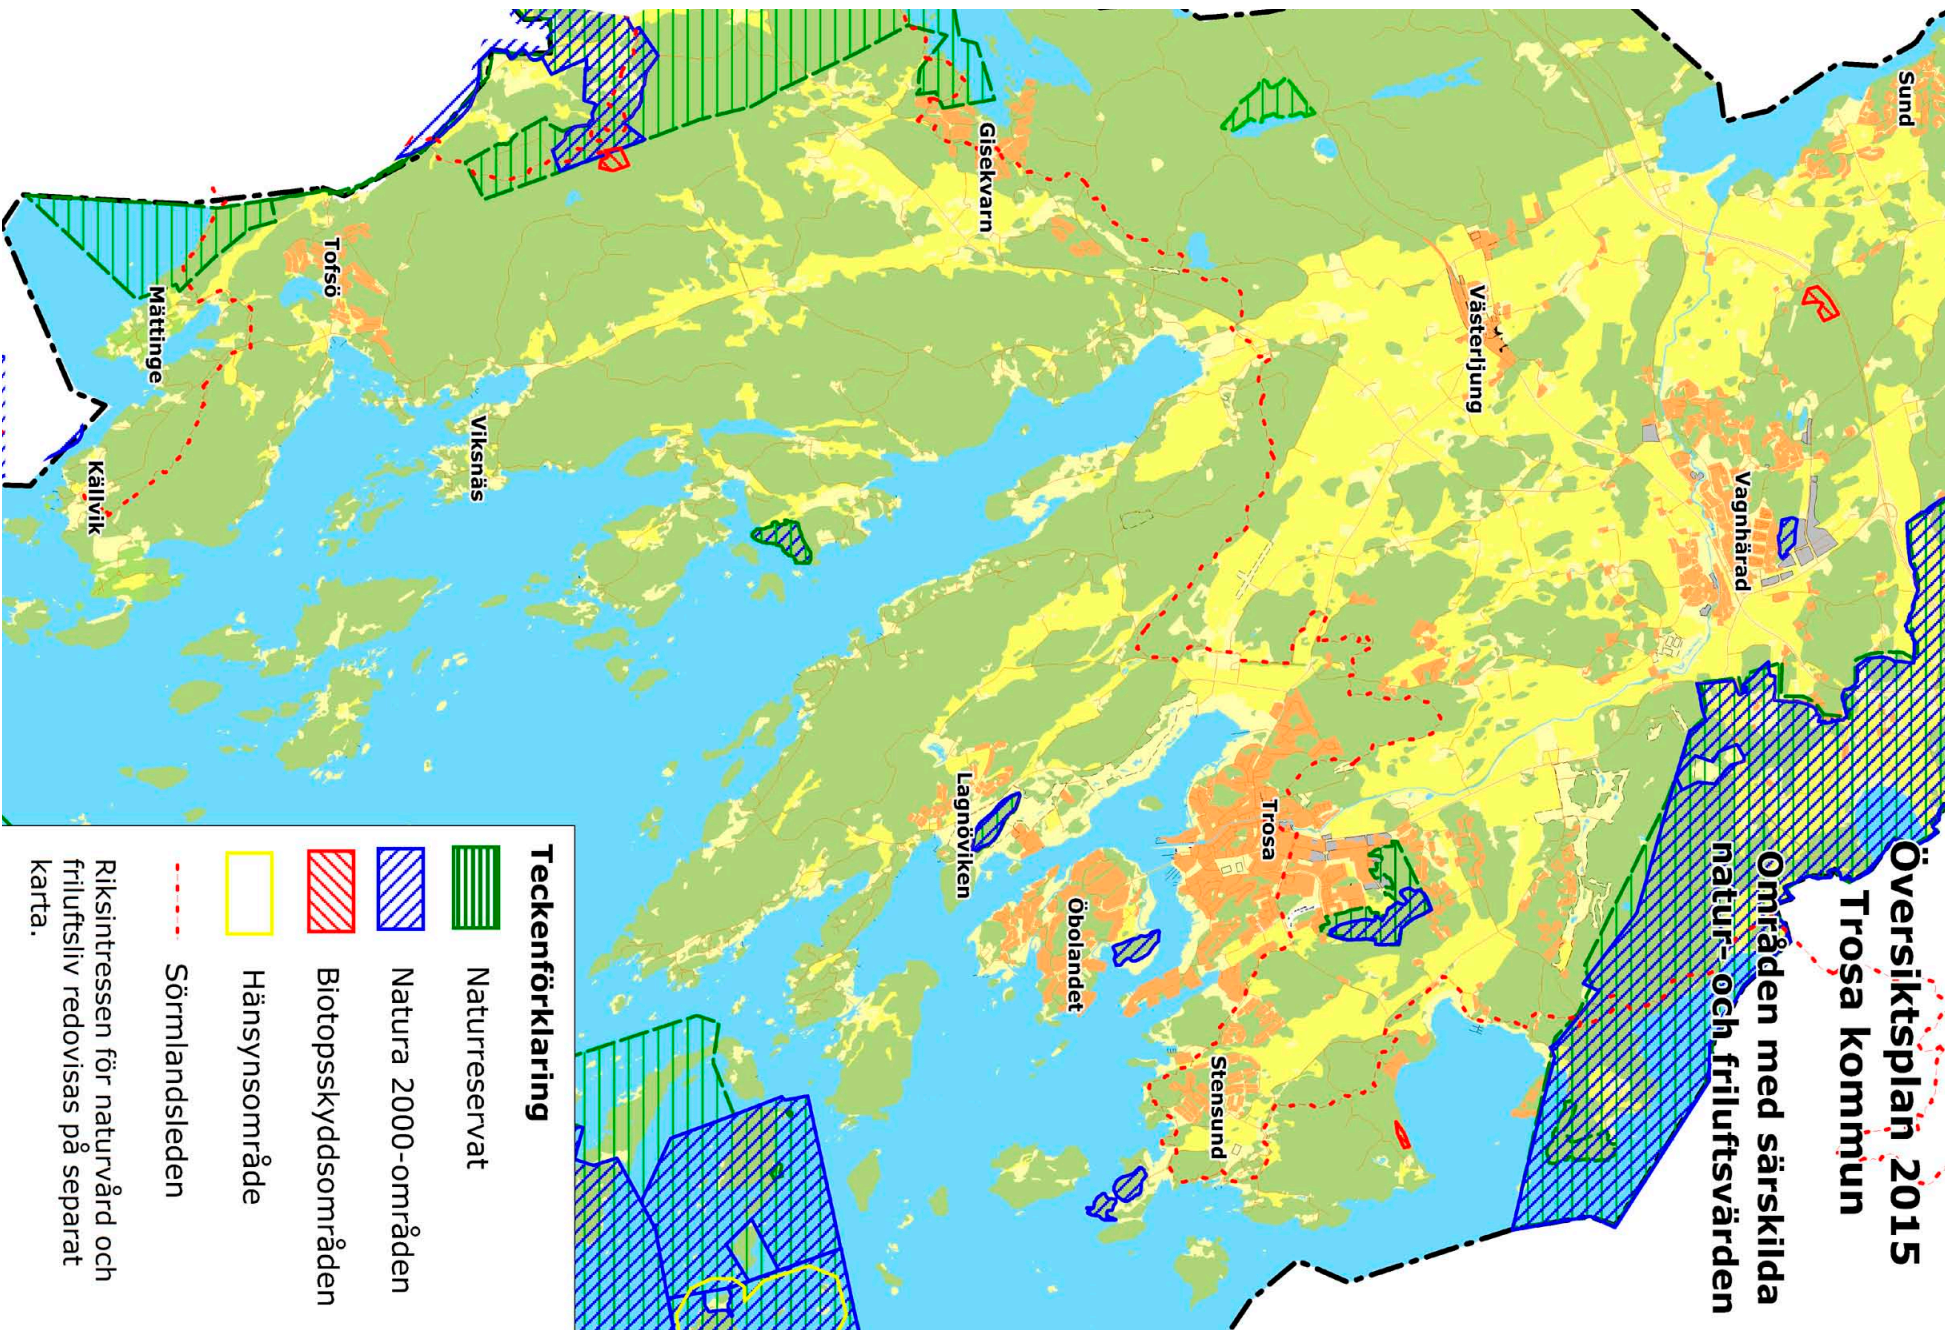 Översiktsplan 2015
Trosa kommun
Områden med särskilda
natur- och friluftsvärden
Sund
Gisekvarn
Västerljung
Vagnhärad
Tofsö
Mättinge
Viksnäs
Källvik
Trosa
Lagnöviken
Öbolandet
Stensund
Teckenförklaring
Naturreservat
Natura 2000-områden
Biotopsskyddsområden
Hänsynsområde
Sörmlandsleden
Riksintressen för naturvård och
friluftsliv redovisas på separat
karta.